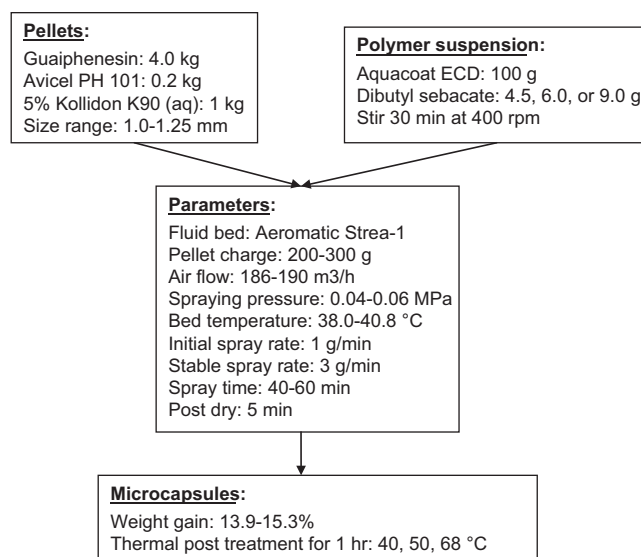 Pellets:
Guaiphenesin: 4.0 kg
Avicel PH 101: 0.2 kg
5% Kollidon K90 (aq): 1 kg
Size range: 1.0-1.25 mm
Polymer suspension:
Aquacoat ECD: 100 g
Dibutyl sebacate: 4.5, 6.0, or 9.0 g
Stir 30 min at 400 rpm
Parameters:
Fluid bed: Aeromatic Strea-1
Pellet charge: 200-300 g
Air flow: 186-190 m3/h
Spraying pressure: 0.04-0.06 MPa
Bed temperature: 38.0-40.8 °C
Initial spray rate: 1 g/min
Stable spray rate: 3 g/min
Spray time: 40-60 min
Post dry: 5 min
Microcapsules:
Weight gain: 13.9-15.3%
Thermal post treatment for 1 hr: 40, 50, 68 °C